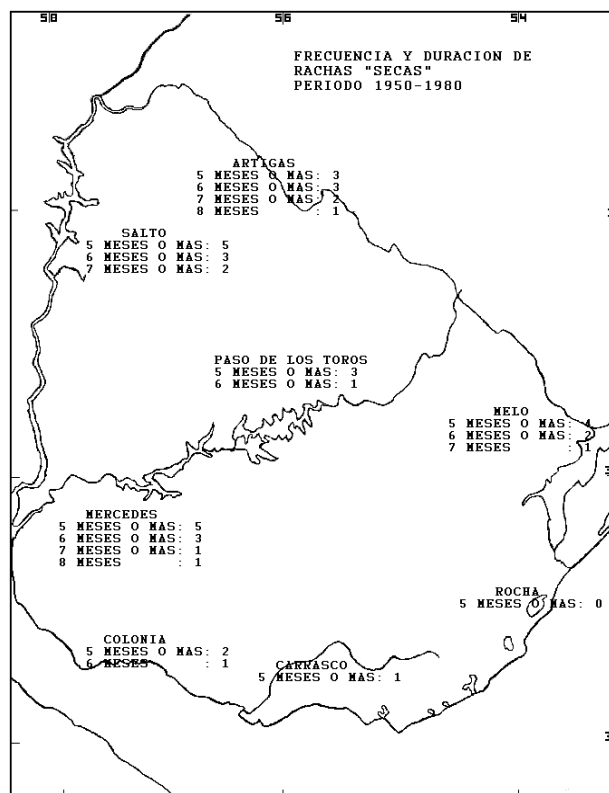 58 56 54
FRECUENCIA Y DURACION DE
RACHAS "SECAS"
PERIODO 1950-1980
ARTIGAS
5 MESES O MAS: 3
6 MESES O MAS: 3
7 MESES O MAS: 2
8 MESES : 1
SALTO
5 MESES O MAS: 5
6 MESES O MAS: 3
7 MESES O MAS: 2
PASO DE LOS TOROS
5 MESES O MAS: 3
6 MESES O MAS: 1
MELO
5 MESES O MAS: 4
6 MESES O MAS: 2
7 MESES : 1
MERCEDES
5 MESES O MAS: 5
6 MESES O MAS: 3
7 MESES O MAS: 1
8 MESES : 1
ROCHA
5 MESES O MAS: 0
COLONIA
5 MESES O MAS: 2
6 MESES : 1
CARRASCO
5 MESES O MAS: 1